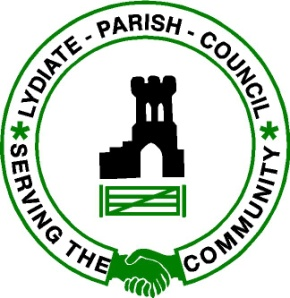 LYDIATE - PARISH - COUNCIL
SERVING THE COMMUNITY